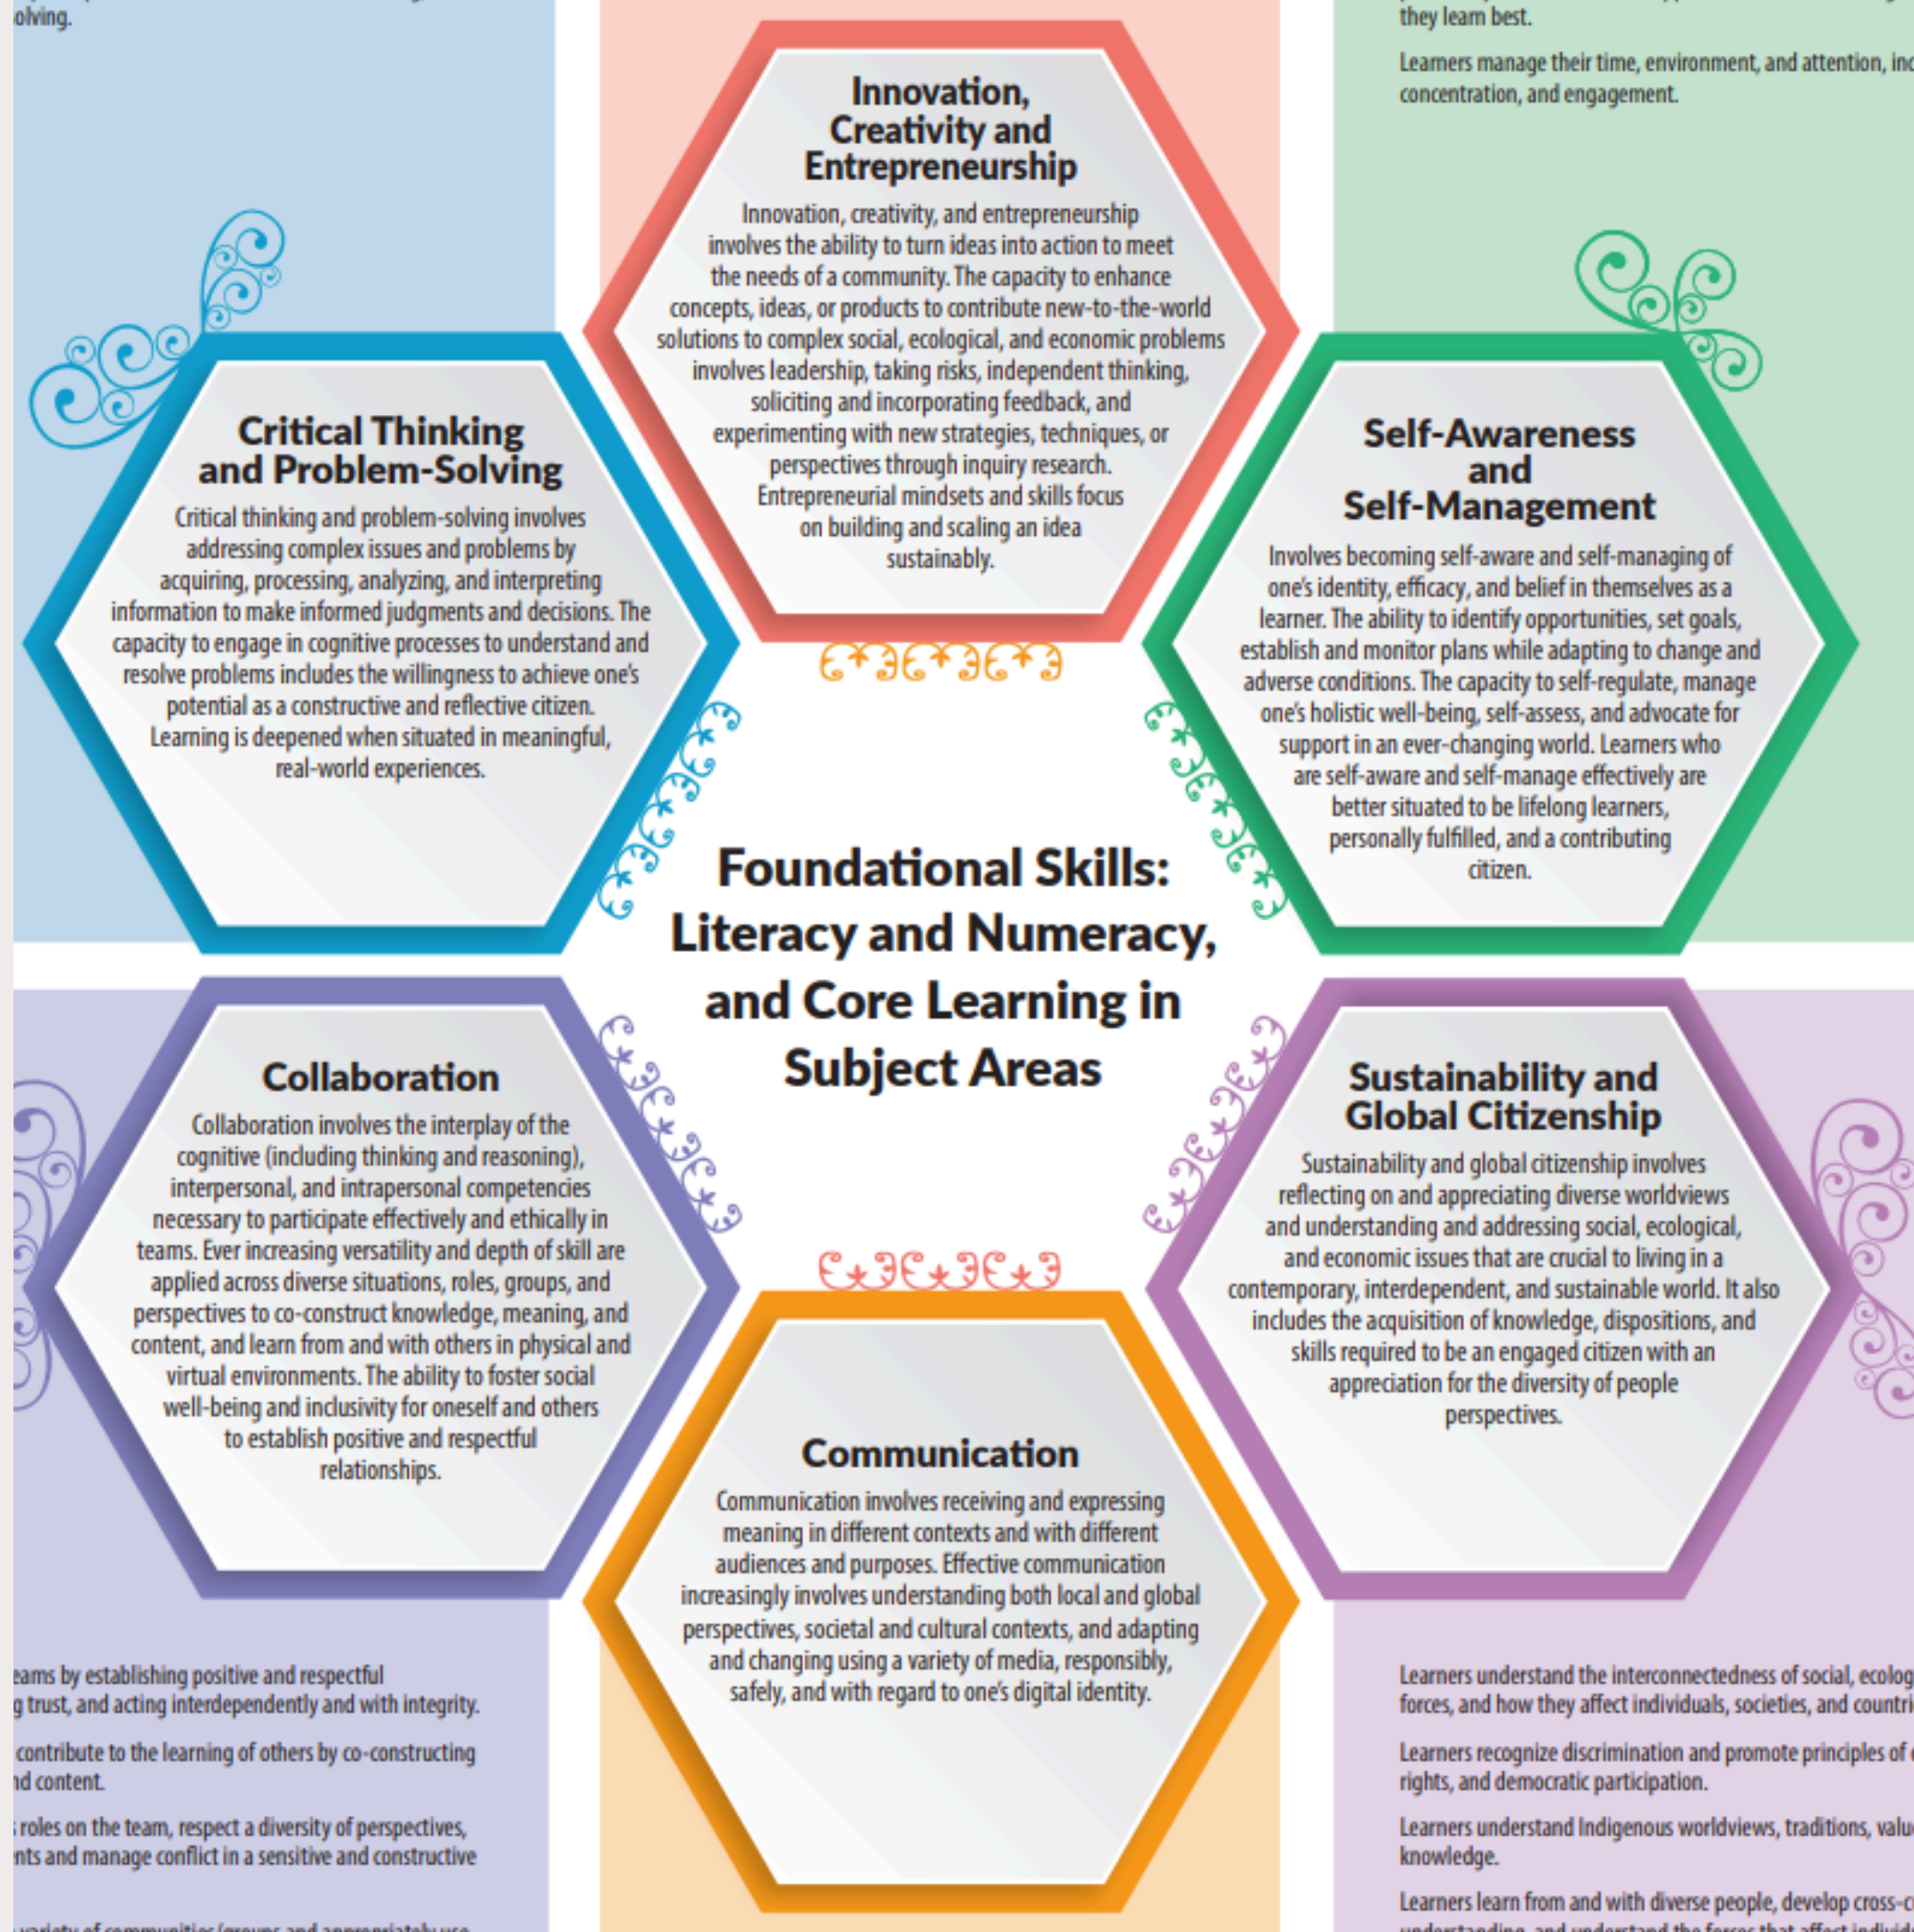 olving.
they learn best.
Learners manage their time, environment, and attention, inc
concentration, and engagement.
Innovation,
Creativity and
Entrepreneurship
Innovation, creativity, and entrepreneurship
involves the ability to turn ideas into action to meet
the needs of a community. The capacity to enhance
concepts, ideas, or products to contribute new-to-the-world
solutions to complex social, ecological, and economic problems
involves leadership, taking risks, independent thinking,
soliciting and incorporating feedback, and
experimenting with new strategies, techniques, or
perspectives through inquiry research.
Entrepreneurial mindsets and skills focus
on building and scaling an idea
sustainably.
Critical Thinking
and Problem-Solving
Critical thinking and problem-solving involves
addressing complex issues and problems by
acquiring, processing, analyzing, and interpreting
information to make informed judgments and decisions. The
capacity to engage in cognitive processes to understand and
resolve problems includes the willingness to achieve one's
potential as a constructive and reflective citizen.
Learning is deepened when situated in meaningful,
real-world experiences.
Self-Awareness
and
Self-Management
Involves becoming self-aware and self-managing of
one's identity, efficacy, and belief in themselves as a
learner. The ability to identify opportunities, set goals,
establish and monitor plans while adapting to change and
adverse conditions. The capacity to self-regulate, manage
one's holistic well-being, self-assess, and advocate for
support in an ever-changing world. Learners who
are self-aware and self-manage effectively are
better situated to be lifelong learners,
personally fulfilled, and a contributing
citizen.
Foundational Skills:
Literacy and Numeracy,
and Core Learning in
Subject Areas
Collaboration
Collaboration involves the interplay of the
cognitive (including thinking and reasoning),
interpersonal, and intrapersonal competencies
necessary to participate effectively and ethically in
teams. Ever increasing versatility and depth of skill are
applied across diverse situations, roles, groups, and
perspectives to co-construct knowledge, meaning, and
content, and learn from and with others in physical and
virtual environments. The ability to foster social
well-being and inclusivity for oneself and others
to establish positive and respectful
relationships.
Sustainability and
Global Citizenship
Sustainability and global citizenship involves
reflecting on and appreciating diverse worldviews
and understanding and addressing social, ecological,
and economic issues that are crucial to living in a
contemporary, interdependent, and sustainable world. It also
includes the acquisition of knowledge, dispositions, and
skills required to be an engaged citizen with an
appreciation for the diversity of people
perspectives.
Communication
Communication involves receiving and expressing
meaning in different contexts and with different
audiences and purposes. Effective communication
increasingly involves understanding both local and global
perspectives, societal and cultural contexts, and adapting
and changing using a variety of media, responsibly,
safely, and with regard to one's digital identity.
eams by establishing positive and respectful
g trust, and acting interdependently and with integrity.
contribute to the learning of others by co-constructing
nd content.
roles on the team, respect a diversity of perspectives,
nts and manage conflict in a sensitive and constructive
Learners understand the interconnectedness of social, ecolog
forces, and how they affect individuals, societies, and countri
Learners recognize discrimination and promote principles of
rights, and democratic participation.
Learners understand Indigenous worldviews, traditions, valu
knowledge.
Learners learn from and with diverse people, develop cross-c